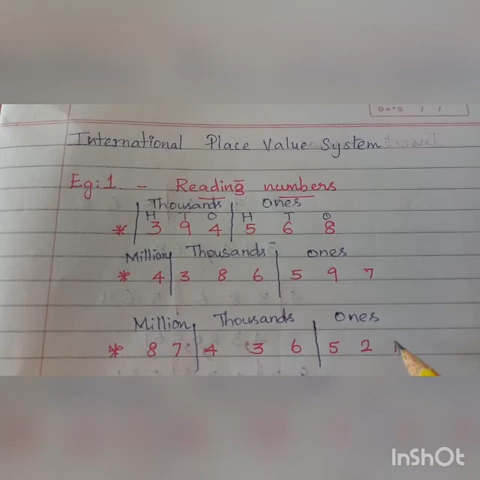 DATE / /
International Place Value System
Eg: 1. - Reading numbers
Thousands Ones
H T O H T O
* 3 9 4 5 6 8
Million Thousands Ones
* 4 3 8 6 5 9 7
Million Thousands Ones
* 8 7 4 3 6 5 2
InShOt